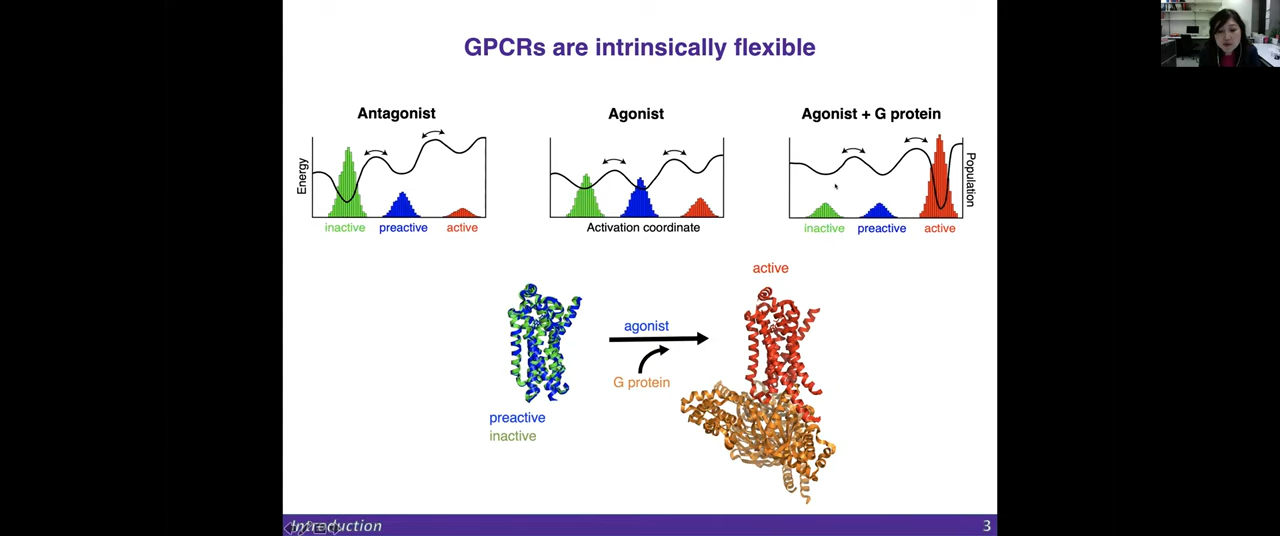 GPCRs are intrinsically flexible
Antagonist
Agonist
Agonist + G protein
Energy
Population
inactive
preactive
active
Activation coordinate
inactive
preactive
active
active
agonist
G protein
preactive
inactive
Introduction
3